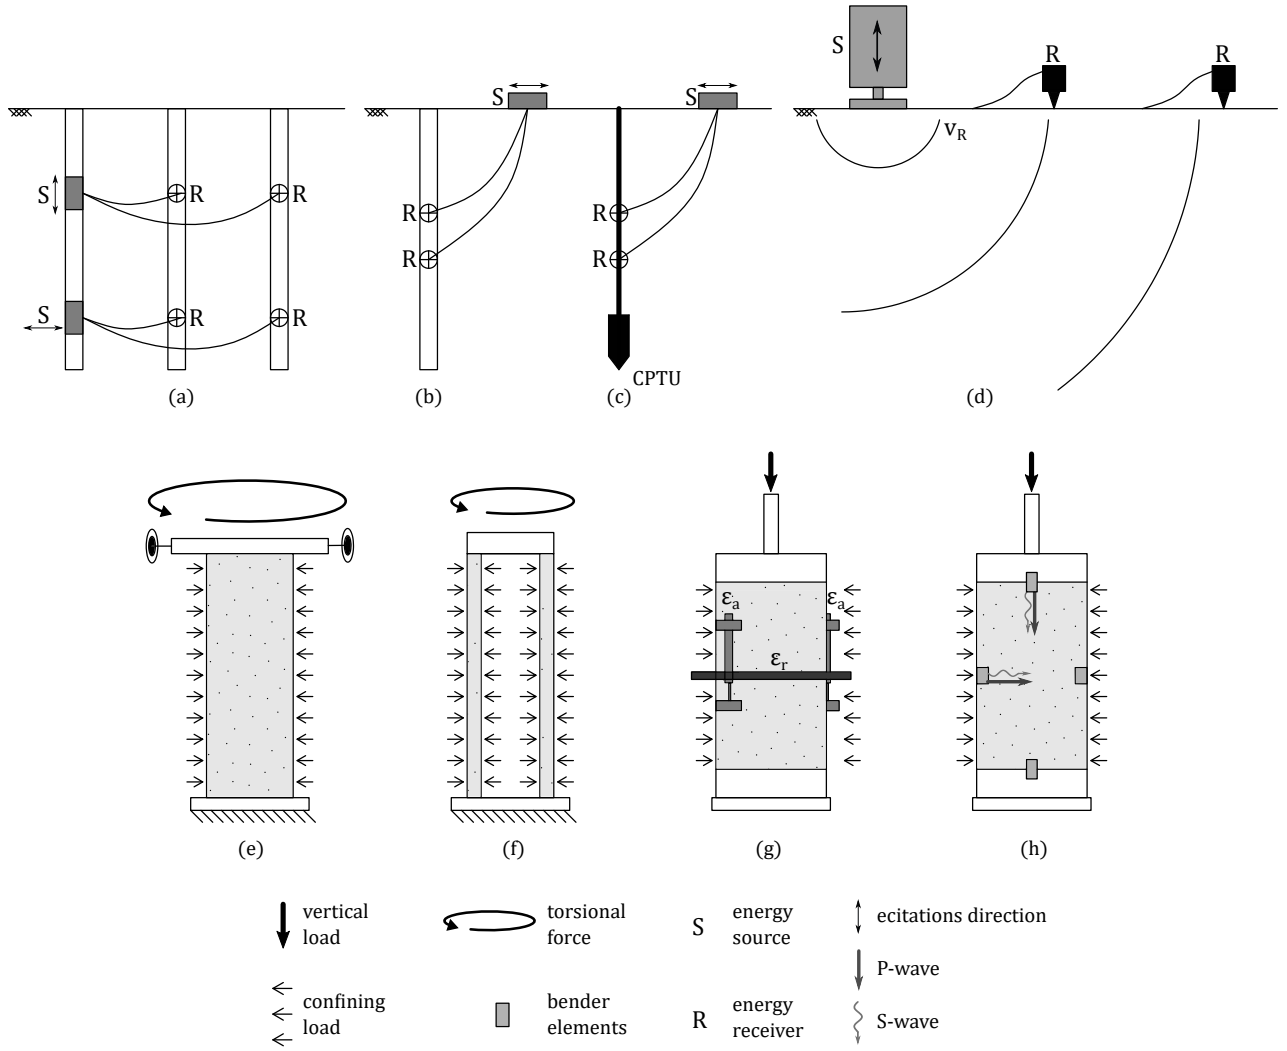 S
R
R
S
R
R
(a)
S
R
R
(b)
S
R
R
CPTU
(c)
S
v_R
R
R
(d)
(e)
(f)
ε_a
ε_a
ε_r
(g)
(h)
vertical
load
torsional
force
S
energy
source
ecitations direction
P-wave
confining
load
bender
elements
R
energy
receiver
S-wave